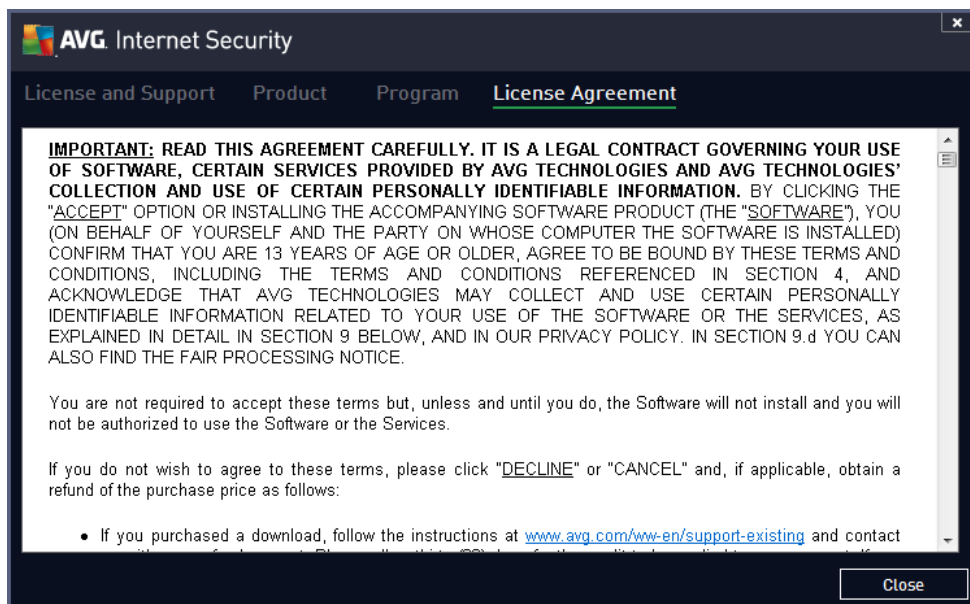 AVG. Internet Security
License and Support Product Program License Agreement
IMPORTANT: READ THIS AGREEMENT CAREFULLY. IT IS A LEGAL CONTRACT GOVERNING YOUR USE
OF SOFTWARE, CERTAIN SERVICES PROVIDED BY AVG TECHNOLOGIES AND AVG TECHNOLOGIES'
COLLECTION AND USE OF CERTAIN PERSONALLY IDENTIFIABLE INFORMATION. BY CLICKING THE
"ACCEPT" OPTION OR INSTALLING THE ACCOMPANYING SOFTWARE PRODUCT (THE "SOFTWARE"), YOU
(ON BEHALF OF YOURSELF AND THE PARTY ON WHOSE COMPUTER THE SOFTWARE IS INSTALLED)
CONFIRM THAT YOU ARE 13 YEARS OF AGE OR OLDER, AGREE TO BE BOUND BY THESE TERMS AND
CONDITIONS, INCLUDING THE TERMS AND CONDITIONS REFERENCED IN SECTION 4, AND
ACKNOWLEDGE THAT AVG TECHNOLOGIES MAY COLLECT AND USE CERTAIN PERSONALLY
IDENTIFIABLE INFORMATION RELATED TO YOUR USE OF THE SOFTWARE OR THE SERVICES, AS
EXPLAINED IN DETAIL IN SECTION 9 BELOW, AND IN OUR PRIVACY POLICY. IN SECTION 9.d YOU CAN
ALSO FIND THE FAIR PROCESSING NOTICE.
You are not required to accept these terms but, unless and until you do, the Software will not install and you will
not be authorized to use the Software or the Services.
If you do not wish to agree to these terms, please click "DECLINE" or "CANCEL" and, if applicable, obtain a
refund of the purchase price as follows:
• If you purchased a download, follow the instructions at www.avg.com/ww-en/support-existing and contact
Close